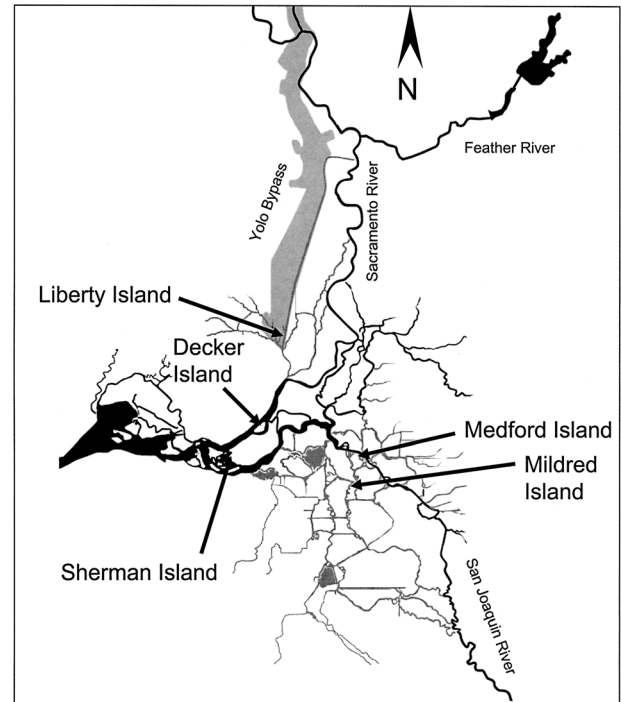 N
Feather River
Yolo Bypass
Sacramento River
Liberty Island
Decker
Island
Medford Island
Mildred
Island
Sherman Island
San Joaquin River